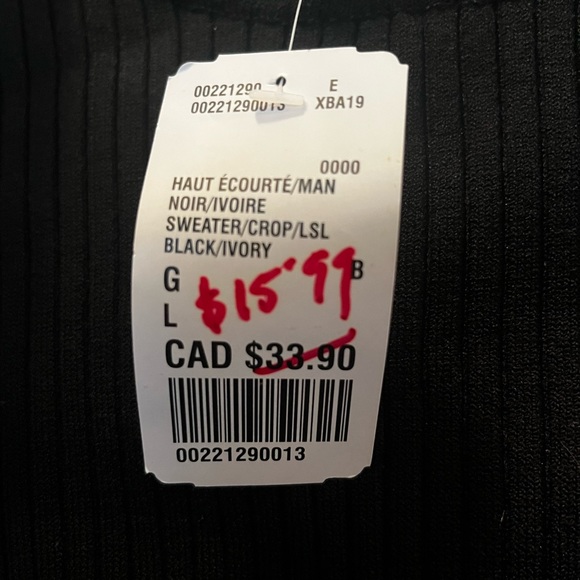 00221290 E
00221290013 XBA19
0000
HAUT ÉCOURTÉ/MAN
NOIR/IVOIRE
SWEATER/CROP/LSL
BLACK/IVORY
G B
$15.99
L
CAD $33.90
00221290013